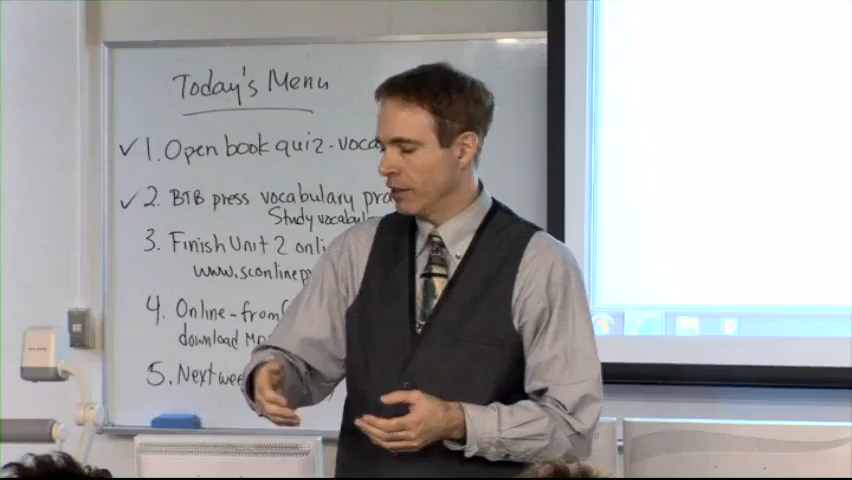 Today's Menu
✓ 1. Open book quiz - voca
✓ 2. BTB press vocabulary pra
Study vocabul
3. Finish Unit 2 onli
www.sconlinep
4. Online-from
download Mp
5. Next wee